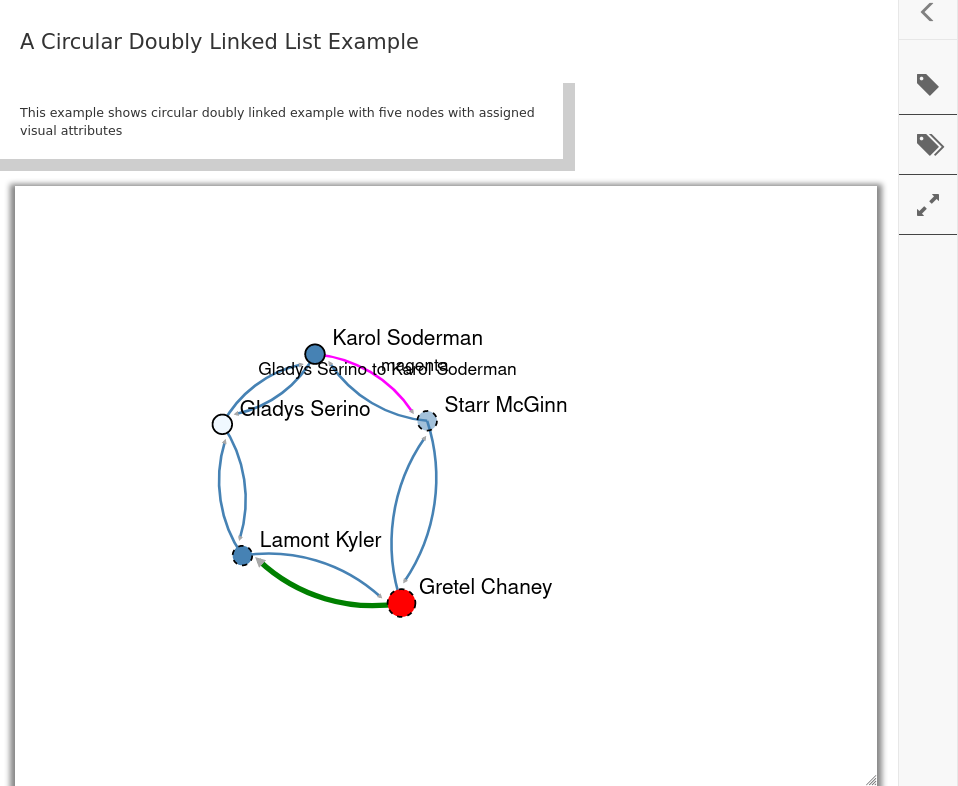 A Circular Doubly Linked List Example
This example shows circular doubly linked example with five nodes with assigned
visual attributes
Karol Soderman
magenta
Gladys Serino to Karol Soderman
Gladys Serino
Starr McGinn
Lamont Kyler
Gretel Chaney